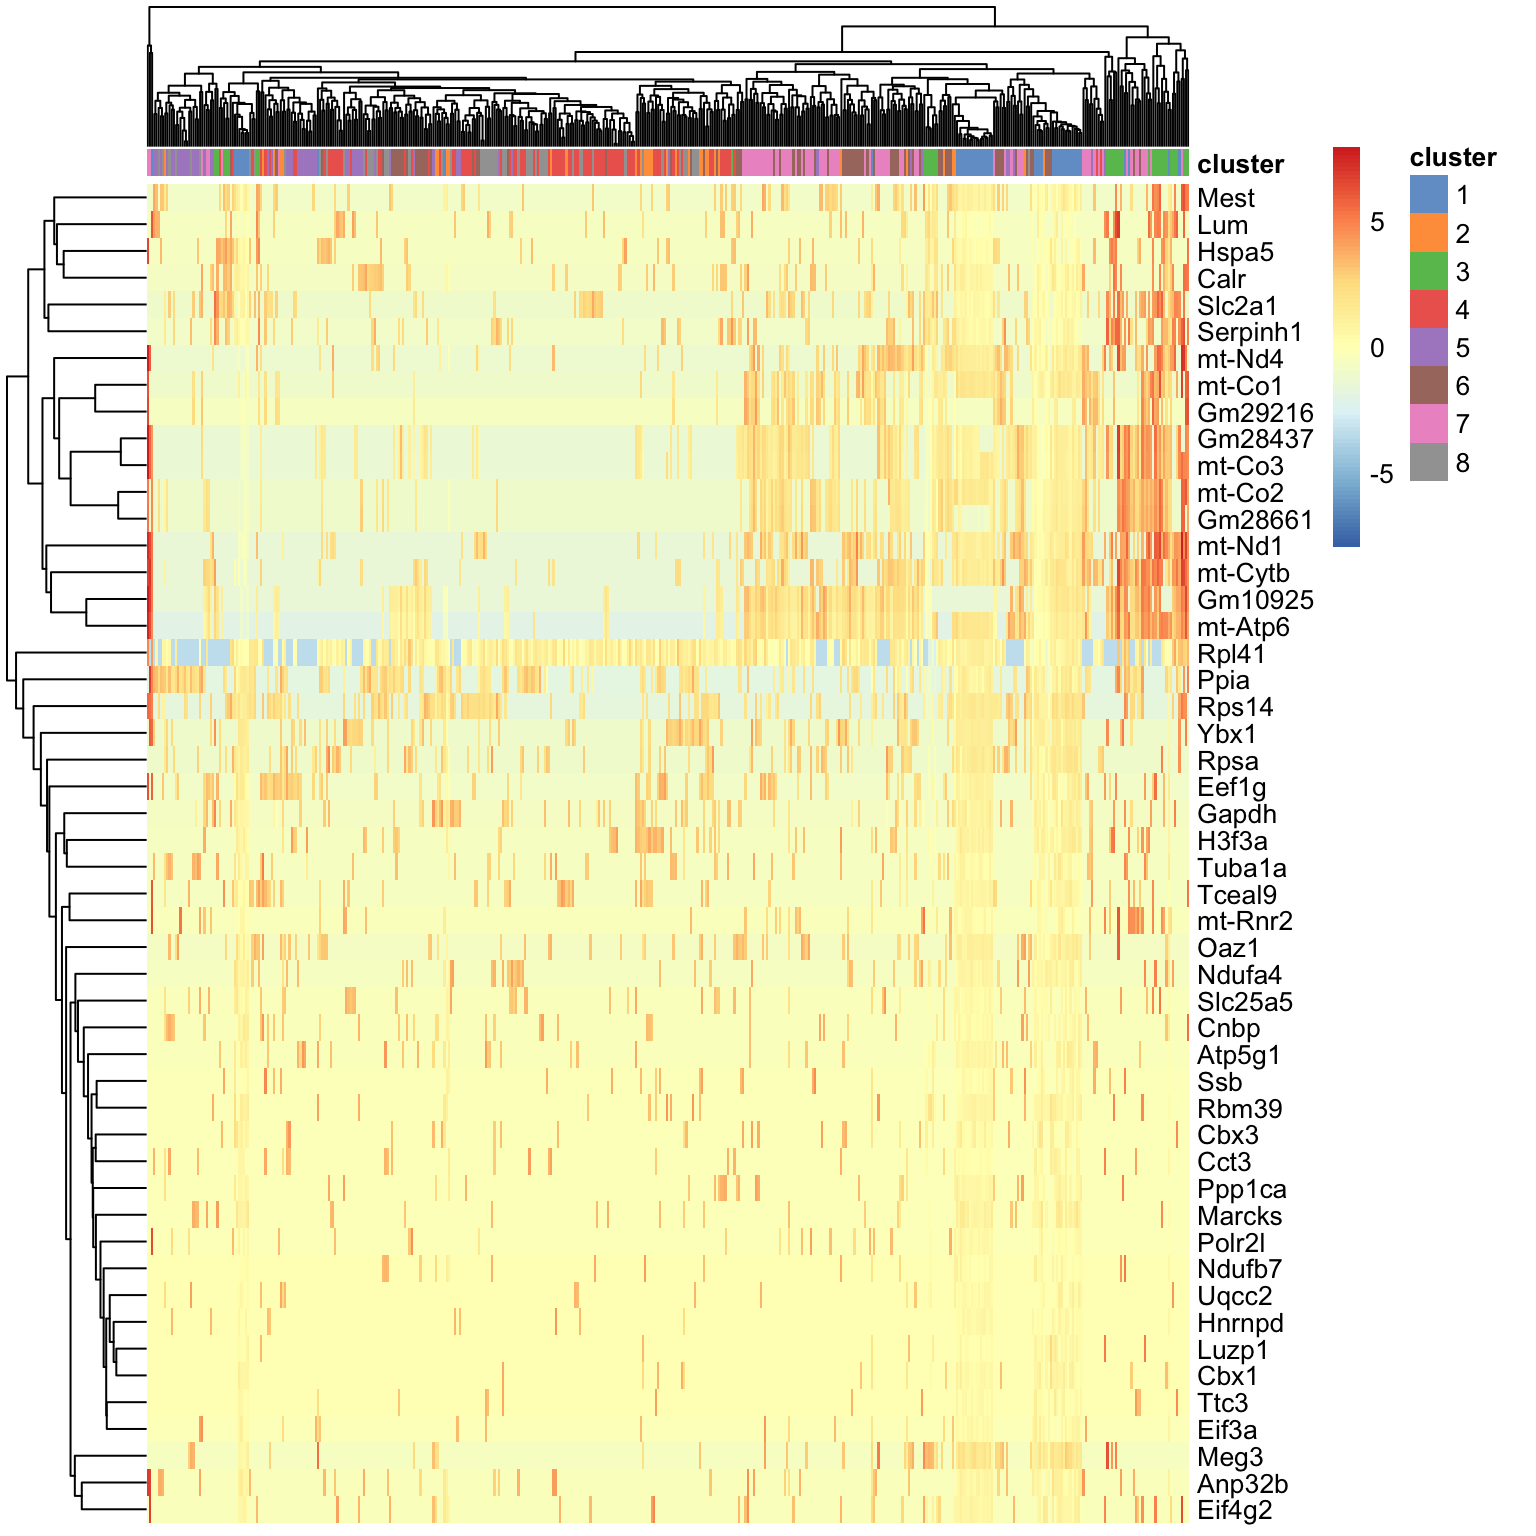 cluster
Mest
Lum
Hspa5
Calr
Slc2a1
Serpinh1
mt-Nd4
mt-Co1
Gm29216
Gm28437
mt-Co3
mt-Co2
Gm28661
mt-Nd1
mt-Cytb
Gm10925
mt-Atp6
Rpl41
Ppia
Rps14
Ybx1
Rpsa
Eef1g
Gapdh
H3f3a
Tuba1a
Tceal9
mt-Rnr2
Oaz1
Ndufa4
Slc25a5
Cnbp
Atp5g1
Ssb
Rbm39
Cbx3
Cct3
Ppp1ca
Marcks
Polr2l
Ndufb7
Uqcc2
Hnrnpd
Luzp1
Cbx1
Ttc3
Eif3a
Meg3
Anp32b
Eif4g2
5
0
-5
cluster
1
2
3
4
5
6
7
8